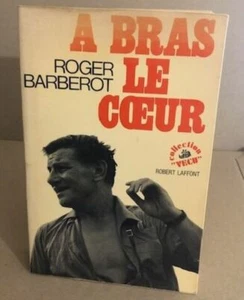 A BRAS
ROGER
BARBEROT
LE
CŒUR
collection
"VÉCU"
ROBERT LAFFONT